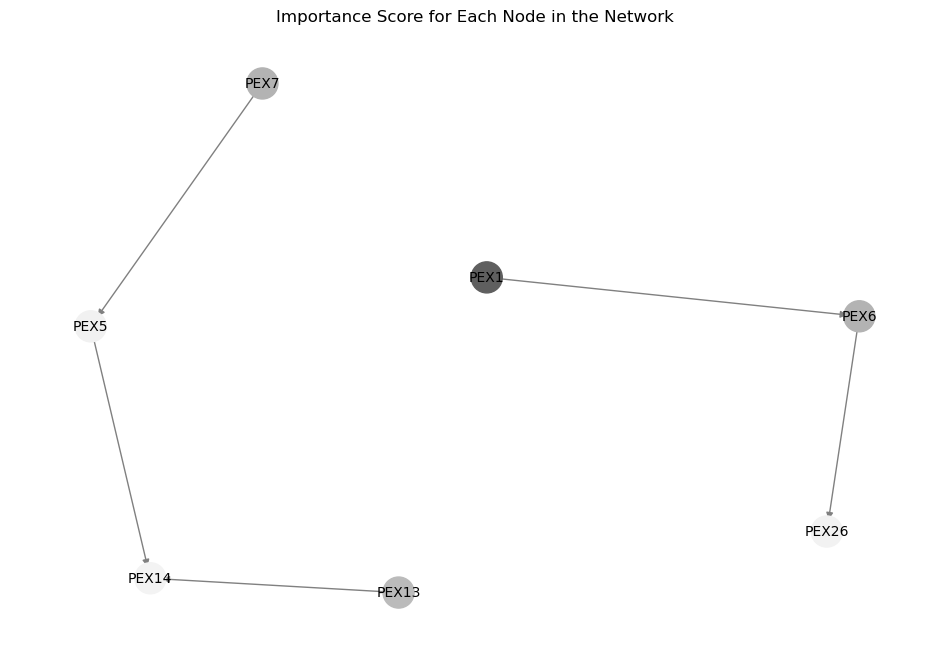 Importance Score for Each Node in the Network
PEX7
PEX1
PEX6
PEX5
PEX26
PEX14
PEX13